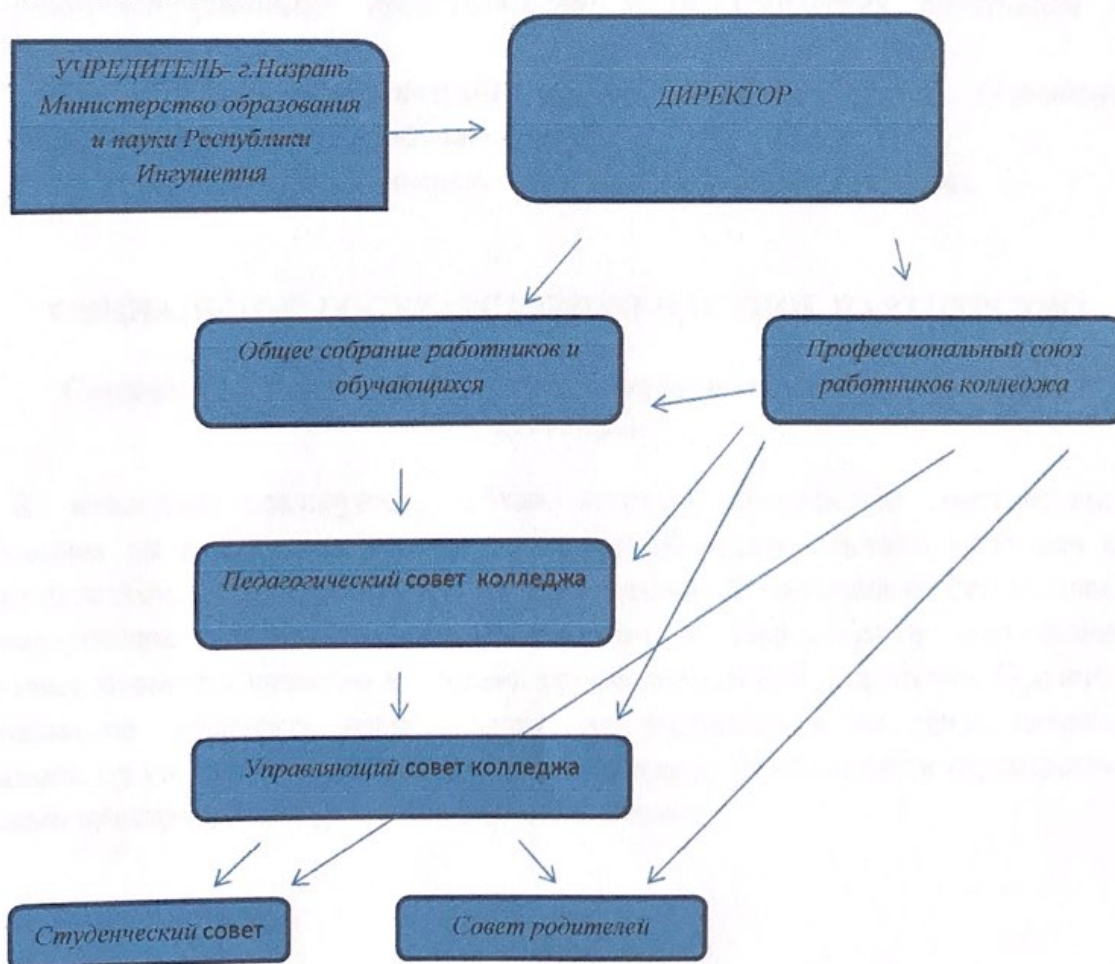 УЧРЕДИТЕЛЬ- г.Назрань
Министерство образования
и науки Республики
Ингушетия
ДИРЕКТОР
Общее собрание работников и
обучающихся
Профессиональный союз
работников колледжа
Педагогический совет колледжа
Управляющий совет колледжа
Студенческий совет
Совет родителей